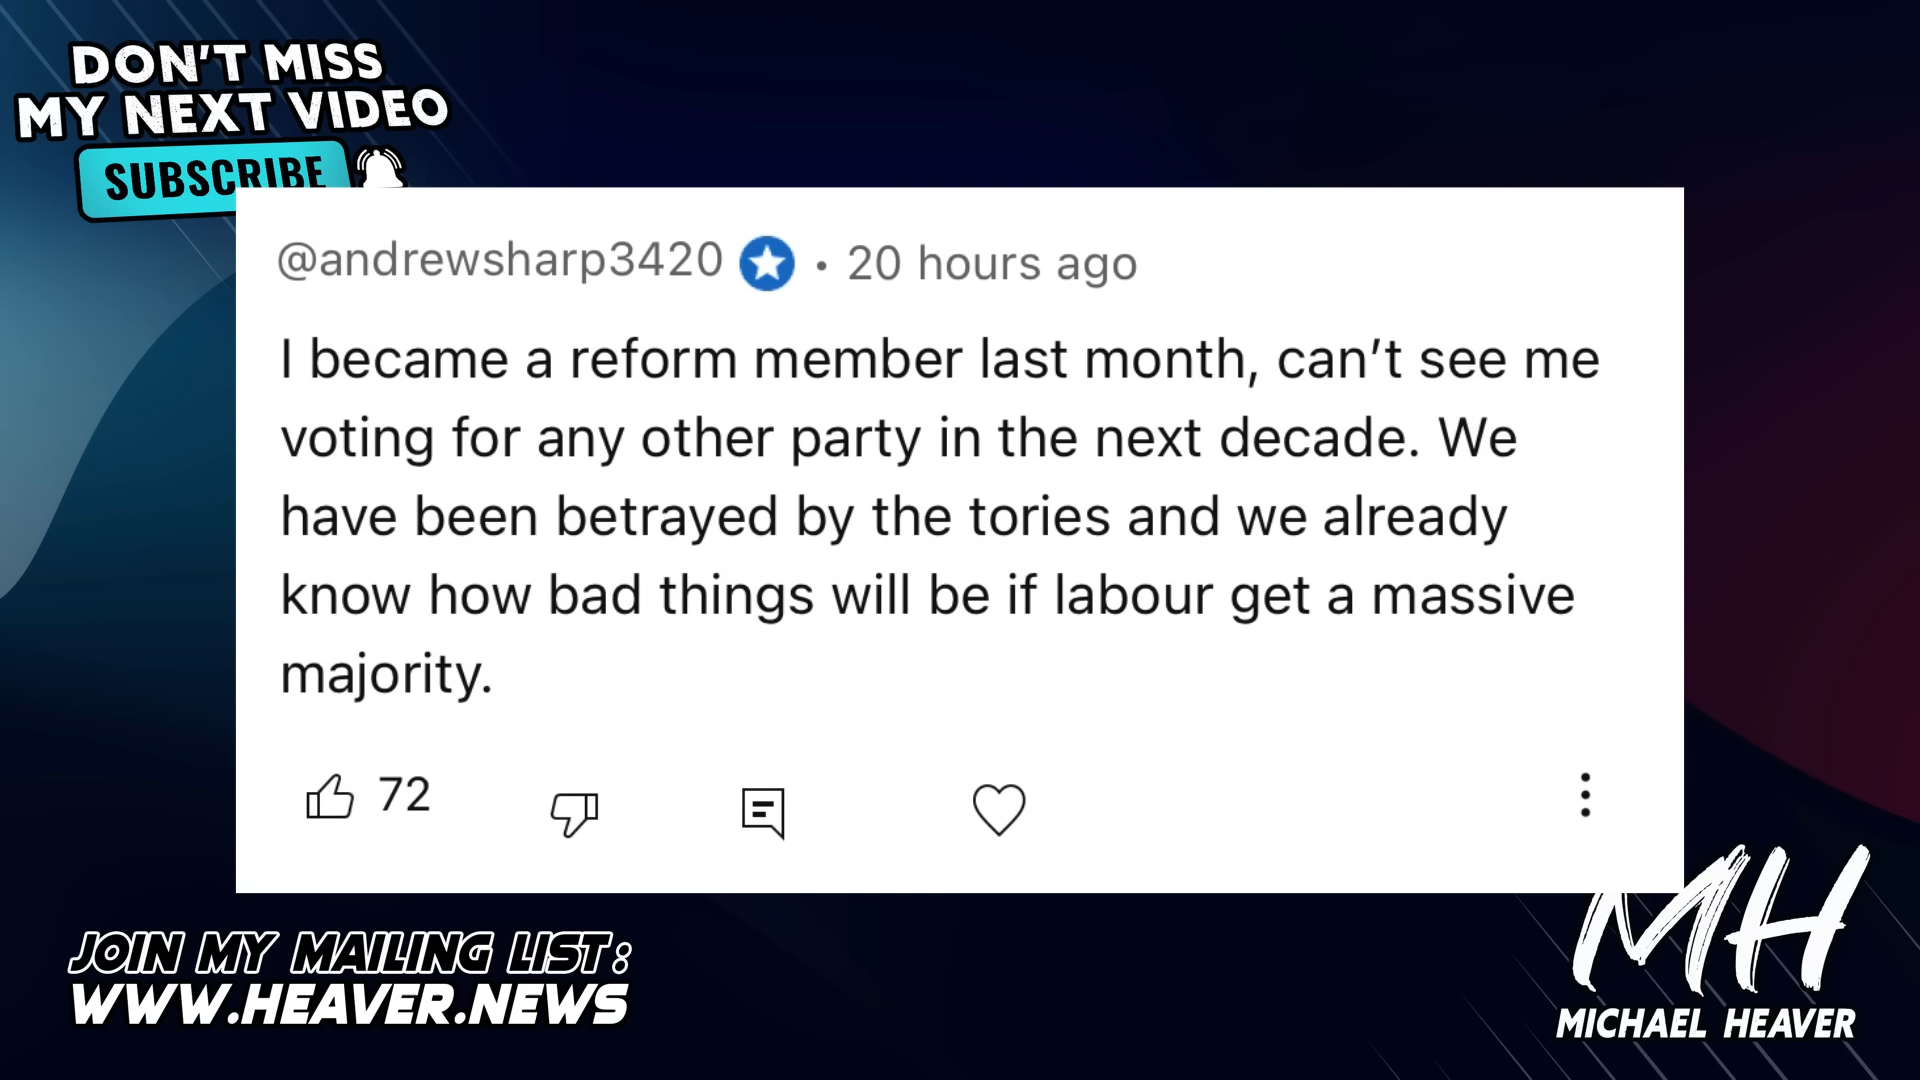 DON'T MISS
MY NEXT VIDEO
SUBSCRIBE
@andrewsharp3420 • 20 hours ago
I became a reform member last month, can't see me
voting for any other party in the next decade. We
have been betrayed by the tories and we already
know how bad things will be if labour get a massive
majority.
72
JOIN MY MAILING LIST:
WWW.HEAVER.NEWS
MH
MICHAEL HEAVER